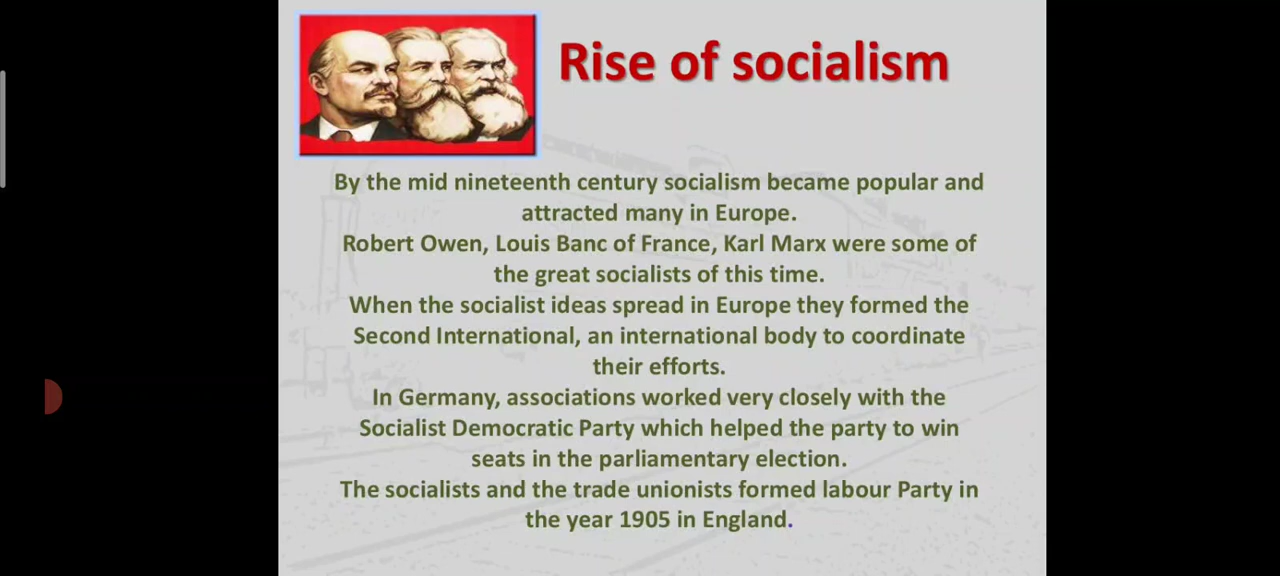 Rise of socialism
By the mid nineteenth century socialism became popular and
attracted many in Europe.
Robert Owen, Louis Banc of France, Karl Marx were some of
the great socialists of this time.
When the socialist ideas spread in Europe they formed the
Second International, an international body to coordinate
their efforts.
In Germany, associations worked very closely with the
Socialist Democratic Party which helped the party to win
seats in the parliamentary election.
The socialists and the trade unionists formed labour Party in
the year 1905 in England.